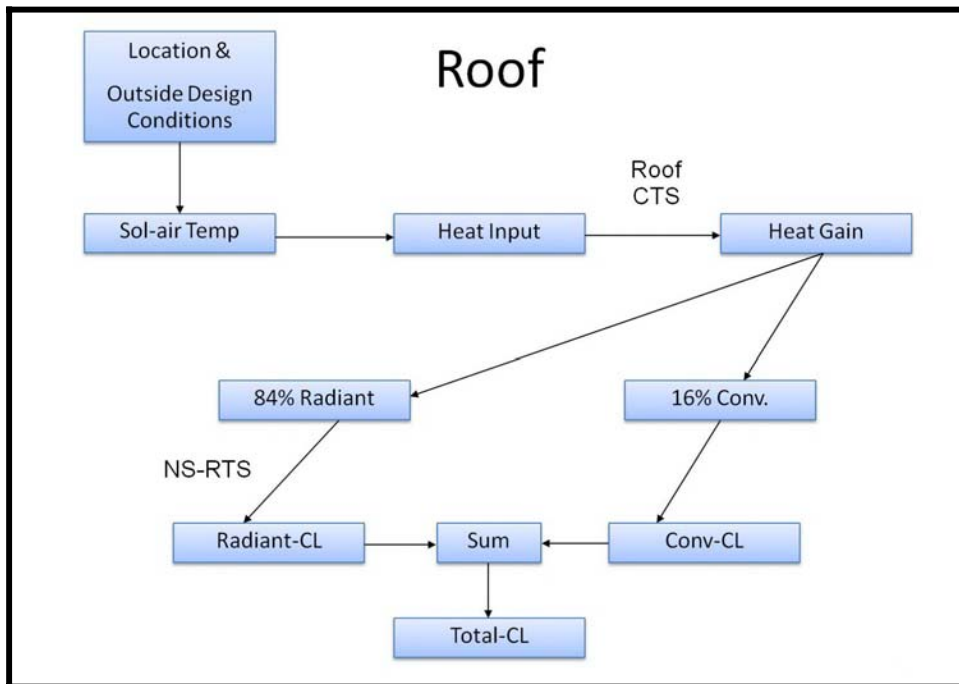 Location &
Outside Design
Conditions
Roof
Roof
CTS
Sol-air Temp
Heat Input
Heat Gain
84% Radiant
16% Conv.
NS-RTS
Radiant-CL
Sum
Conv-CL
Total-CL